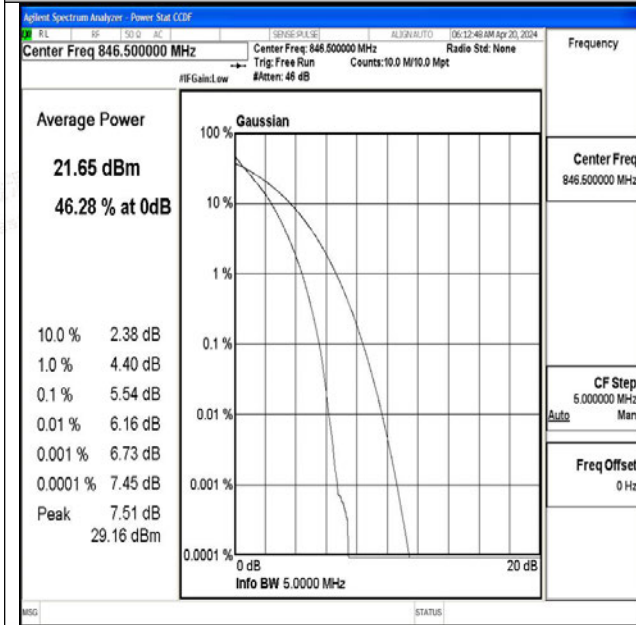 Agilent Spectrum Analyzer - Power Stat CCDF
RL RF 50 Ω AC SENSE:PULSE ALIGN AUTO 06:12:48 AM Apr 20, 2024
Center Freq 846.500000 MHz
Center Freq: 846.500000 MHz Radio Std: None
Trig: Free Run Counts:10.0 M/10.0 Mpt
#IFGain:Low #Atten: 46 dB
Frequency
Average Power
21.65 dBm
46.28 % at 0dB
10.0 % 2.38 dB
1.0 % 4.40 dB
0.1 % 5.54 dB
0.01 % 6.16 dB
0.001 % 6.73 dB
0.0001 % 7.45 dB
Peak 7.51 dB
29.16 dBm
Gaussian
100 %
10 %
1 %
0.1 %
0.01 %
0.001 %
0.0001 %
0 dB 20 dB
Info BW 5.0000 MHz
Center Freq
846.500000 MHz
CF Step
5.000000 MHz
Auto Man
Freq Offset
0 Hz
MSG STATUS